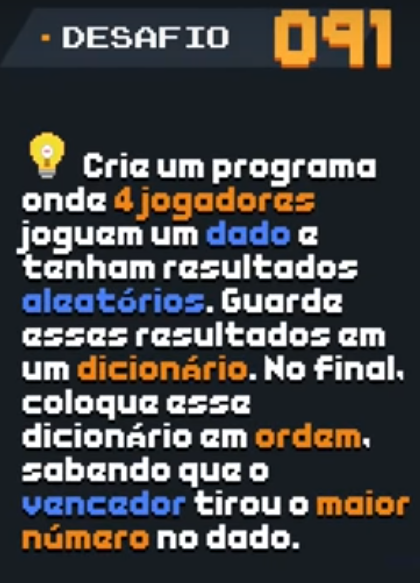 · DESAFIO 091
Crie um programa
onde 4 jogadores
joguem um dado e
tenham resultados
aleatórios. Guarde
esses resultados em
um dicionário. No final,
coloque esse
dicionário em ordem,
sabendo que o
vencedor tirou o maior
número no dado.